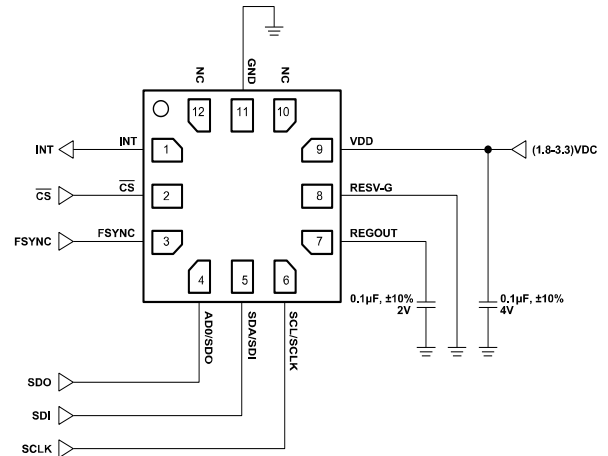 NC
GND
NC
12
11
10
INT
INT
1
9
VDD
(1.8–3.3)VDC
CS
CS
2
8
RESV-G
FSYNC
FSYNC
3
7
REGOUT
4
5
6
0.1µF, ±10%
2V
0.1µF, ±10%
4V
AD0/SDO
SDA/SDI
SCL/SCLK
SDO
SDI
SCLK